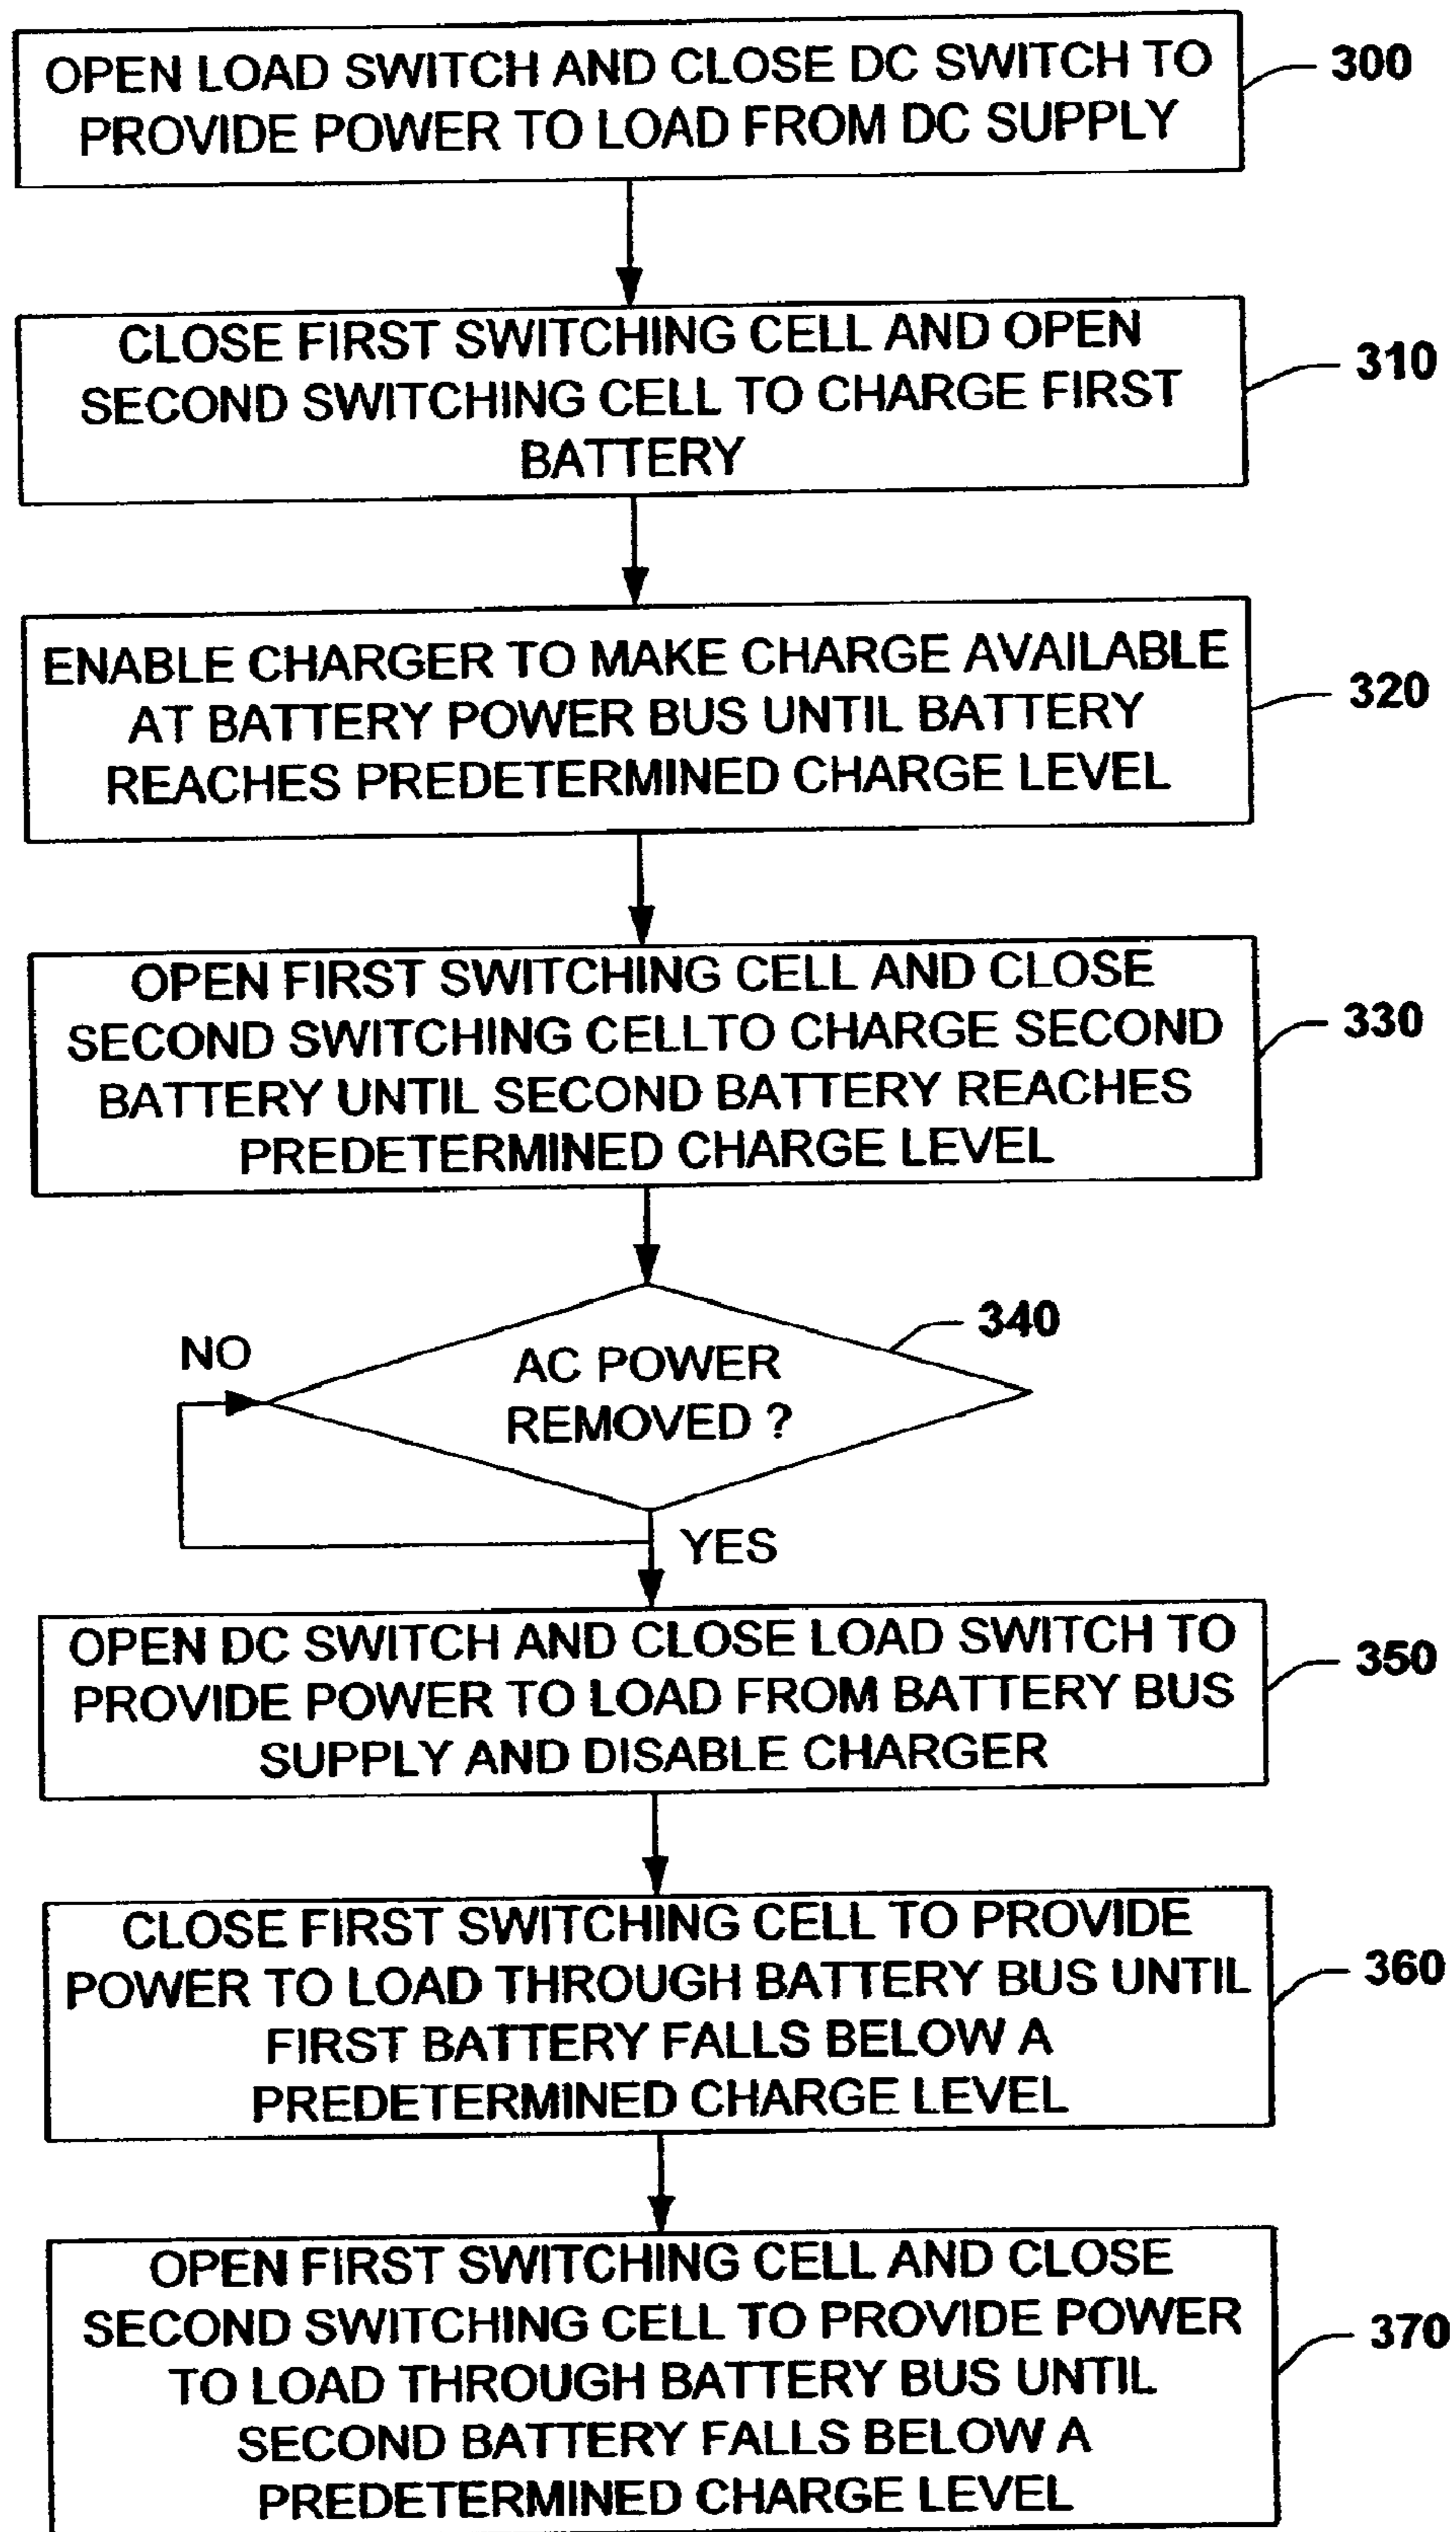 OPEN LOAD SWITCH AND CLOSE DC SWITCH TO
PROVIDE POWER TO LOAD FROM DC SUPPLY
300
CLOSE FIRST SWITCHING CELL AND OPEN
SECOND SWITCHING CELL TO CHARGE FIRST
BATTERY
310
ENABLE CHARGER TO MAKE CHARGE AVAILABLE
AT BATTERY POWER BUS UNTIL BATTERY
REACHES PREDETERMINED CHARGE LEVEL
320
OPEN FIRST SWITCHING CELL AND CLOSE
SECOND SWITCHING CELLTO CHARGE SECOND
BATTERY UNTIL SECOND BATTERY REACHES
PREDETERMINED CHARGE LEVEL
330
340
NO
AC POWER
REMOVED ?
YES
OPEN DC SWITCH AND CLOSE LOAD SWITCH TO
PROVIDE POWER TO LOAD FROM BATTERY BUS
SUPPLY AND DISABLE CHARGER
350
CLOSE FIRST SWITCHING CELL TO PROVIDE
POWER TO LOAD THROUGH BATTERY BUS UNTIL
FIRST BATTERY FALLS BELOW A
PREDETERMINED CHARGE LEVEL
360
OPEN FIRST SWITCHING CELL AND CLOSE
SECOND SWITCHING CELL TO PROVIDE POWER
TO LOAD THROUGH BATTERY BUS UNTIL
SECOND BATTERY FALLS BELOW A
PREDETERMINED CHARGE LEVEL
370